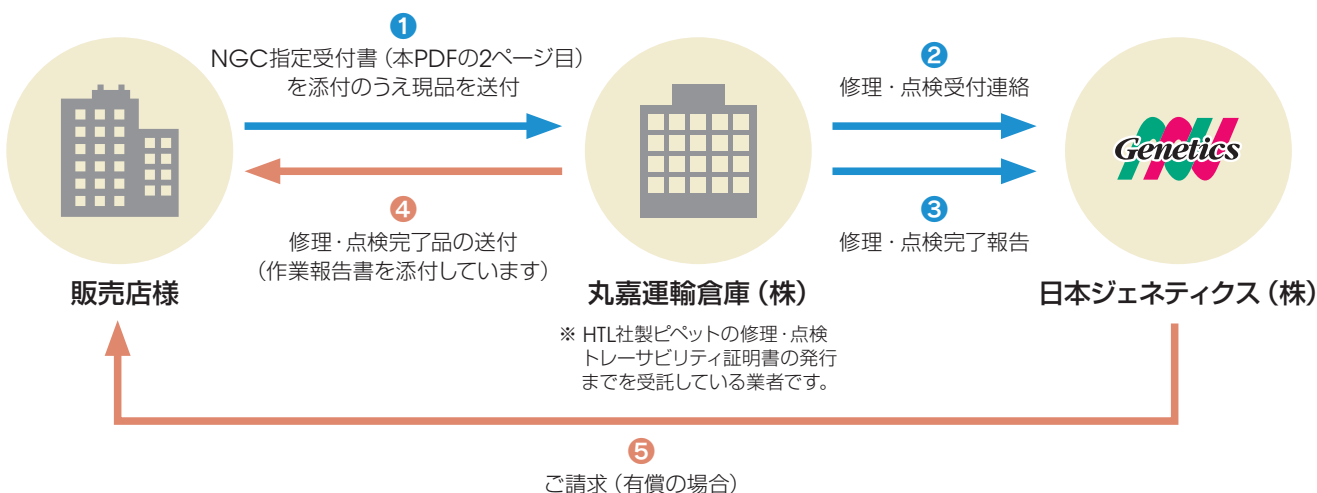 ❶
NGC指定受付書（本PDFの2ページ目）
を添付のうえ現品を送付
❷
修理・点検受付連絡
Genetics
❹
修理・点検完了品の送付
（作業報告書を添付しています）
❸
修理・点検完了報告
販売店様
丸嘉運輸倉庫（株）
日本ジェネティクス（株）
※ HTL社製ピペットの修理・点検
トレーサビリティ証明書の発行
までを受託している業者です。
❺
ご請求（有償の場合）